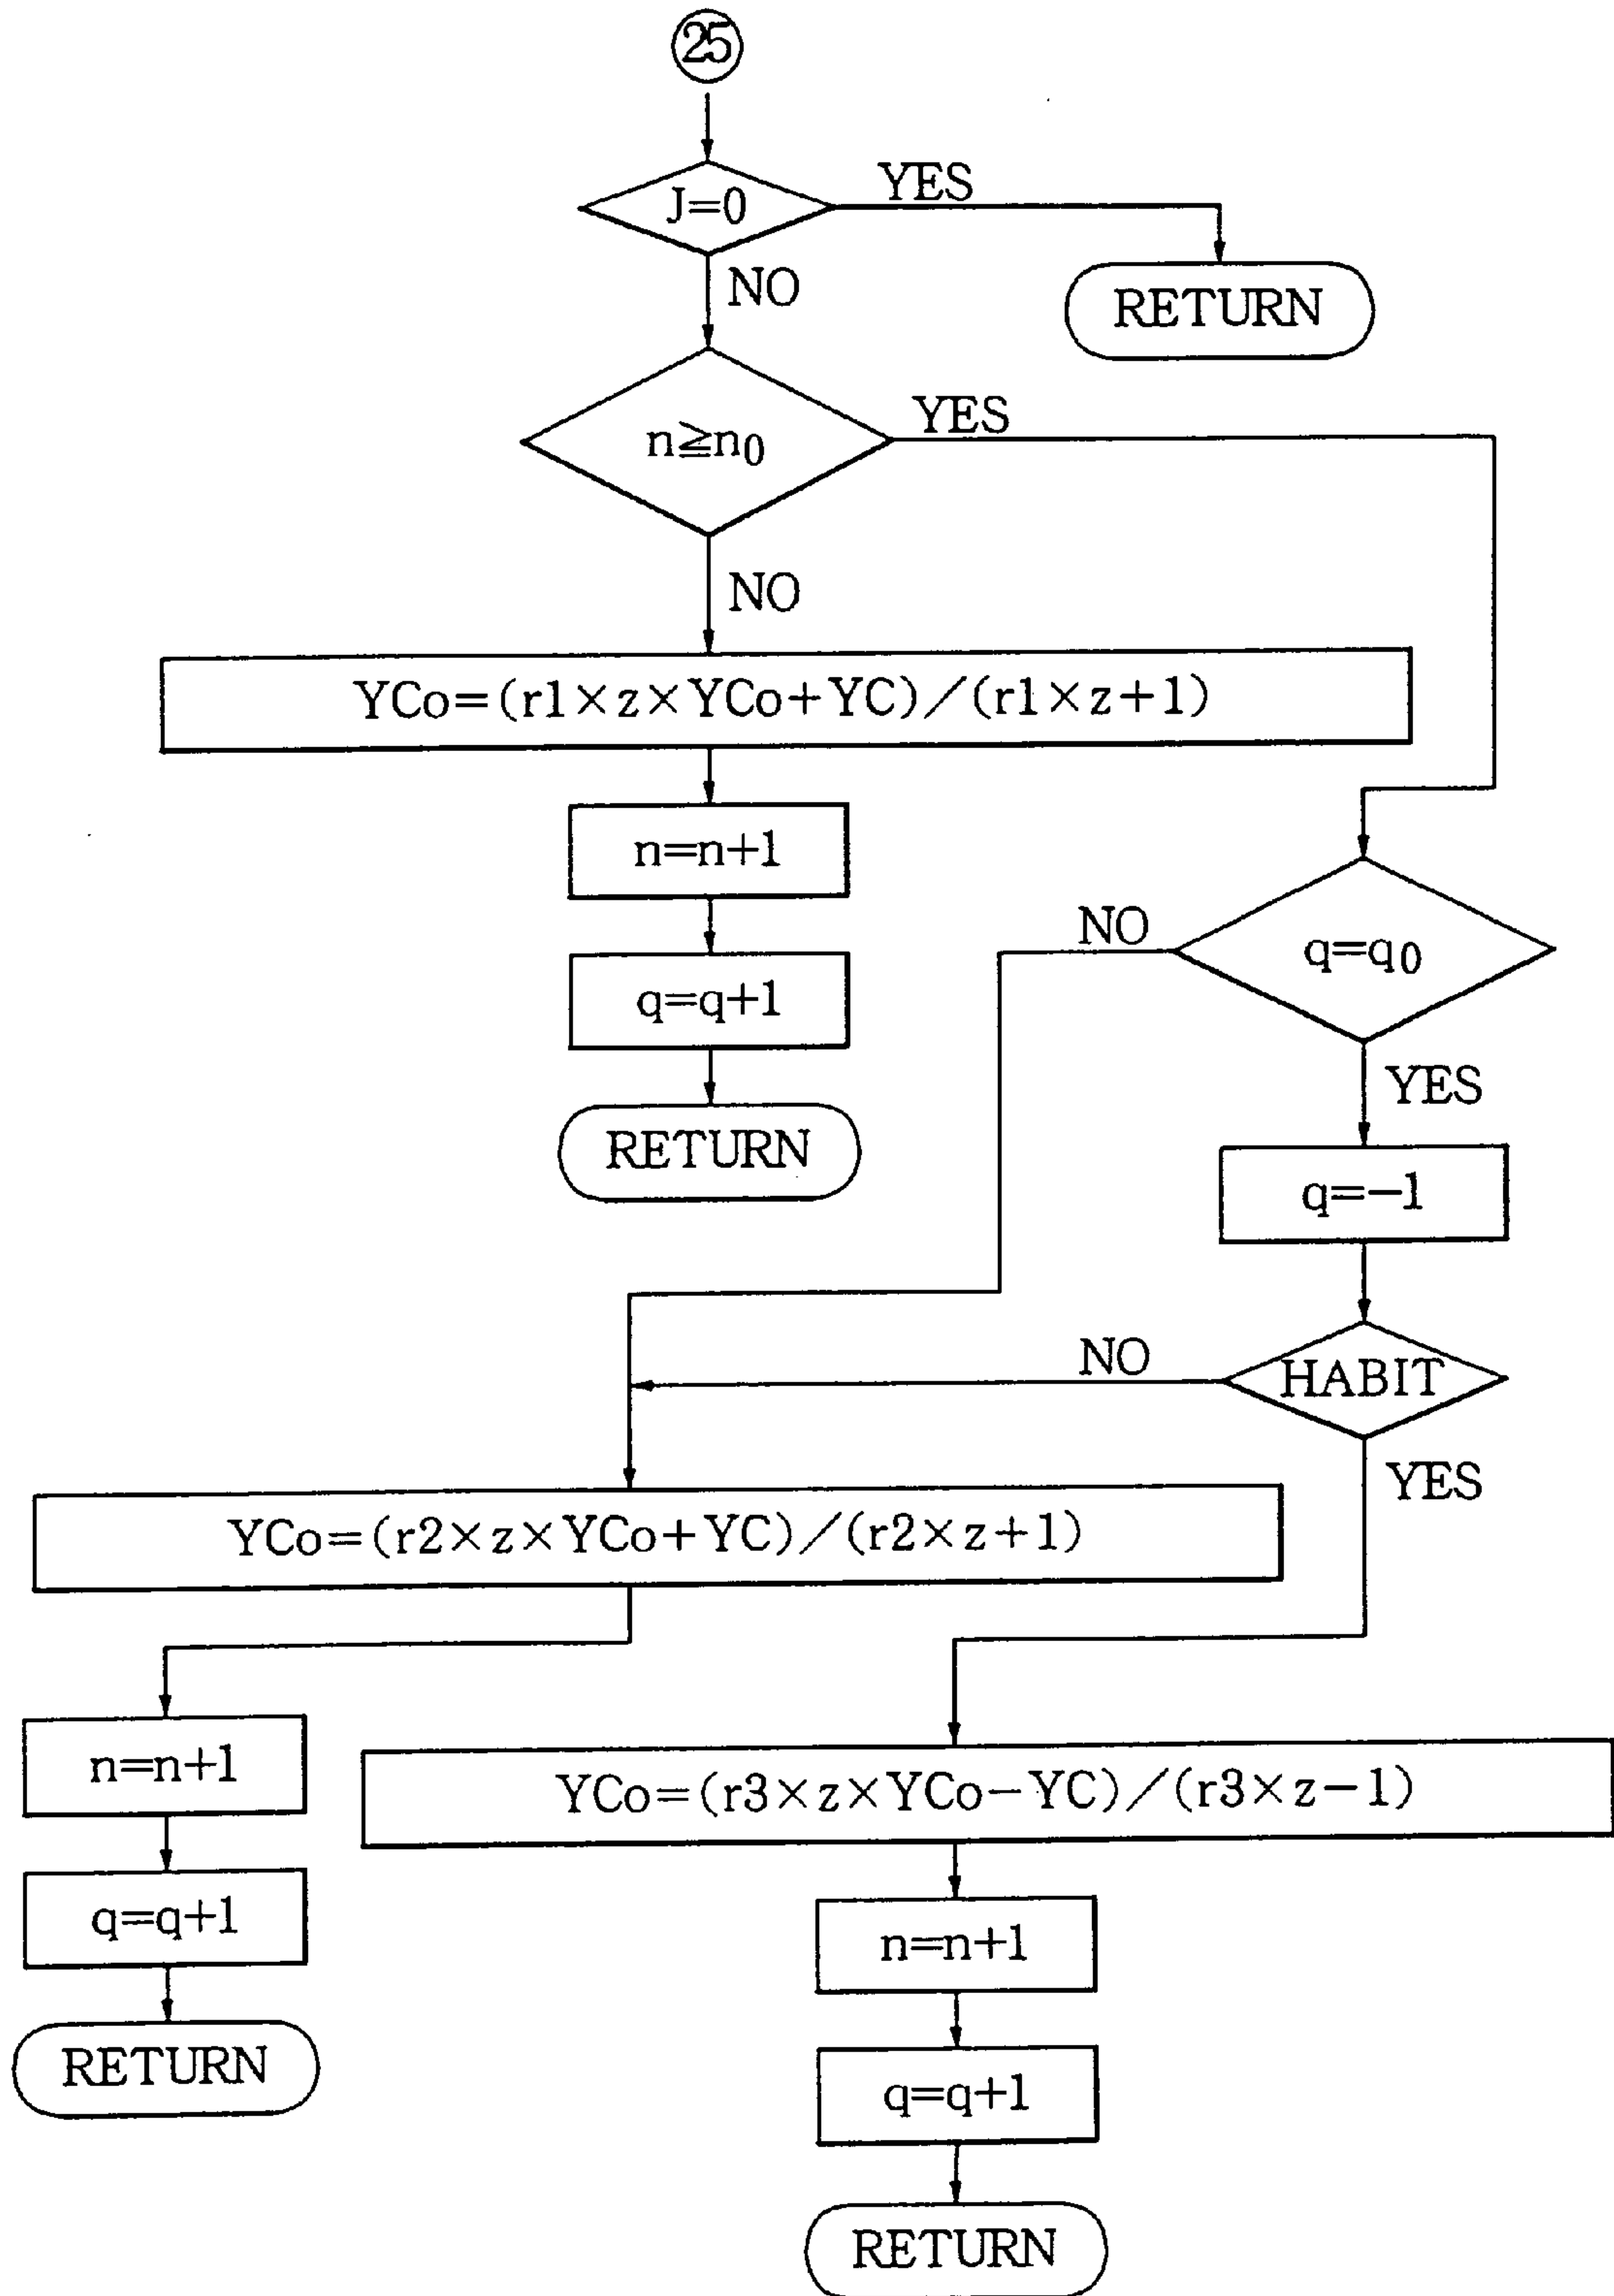 25
J=0
YES
NO
RETURN
n≧n0
YES
NO
YCo=(r1×z×YCo+YC)/(r1×z+1)
n=n+1
NO
q=q0
q=q+1
YES
RETURN
q=-1
NO
HABIT
YES
YCo=(r2×z×YCo+YC)/(r2×z+1)
n=n+1
YCo=(r3×z×YCo-YC)/(r3×z-1)
q=q+1
n=n+1
RETURN
q=q+1
RETURN